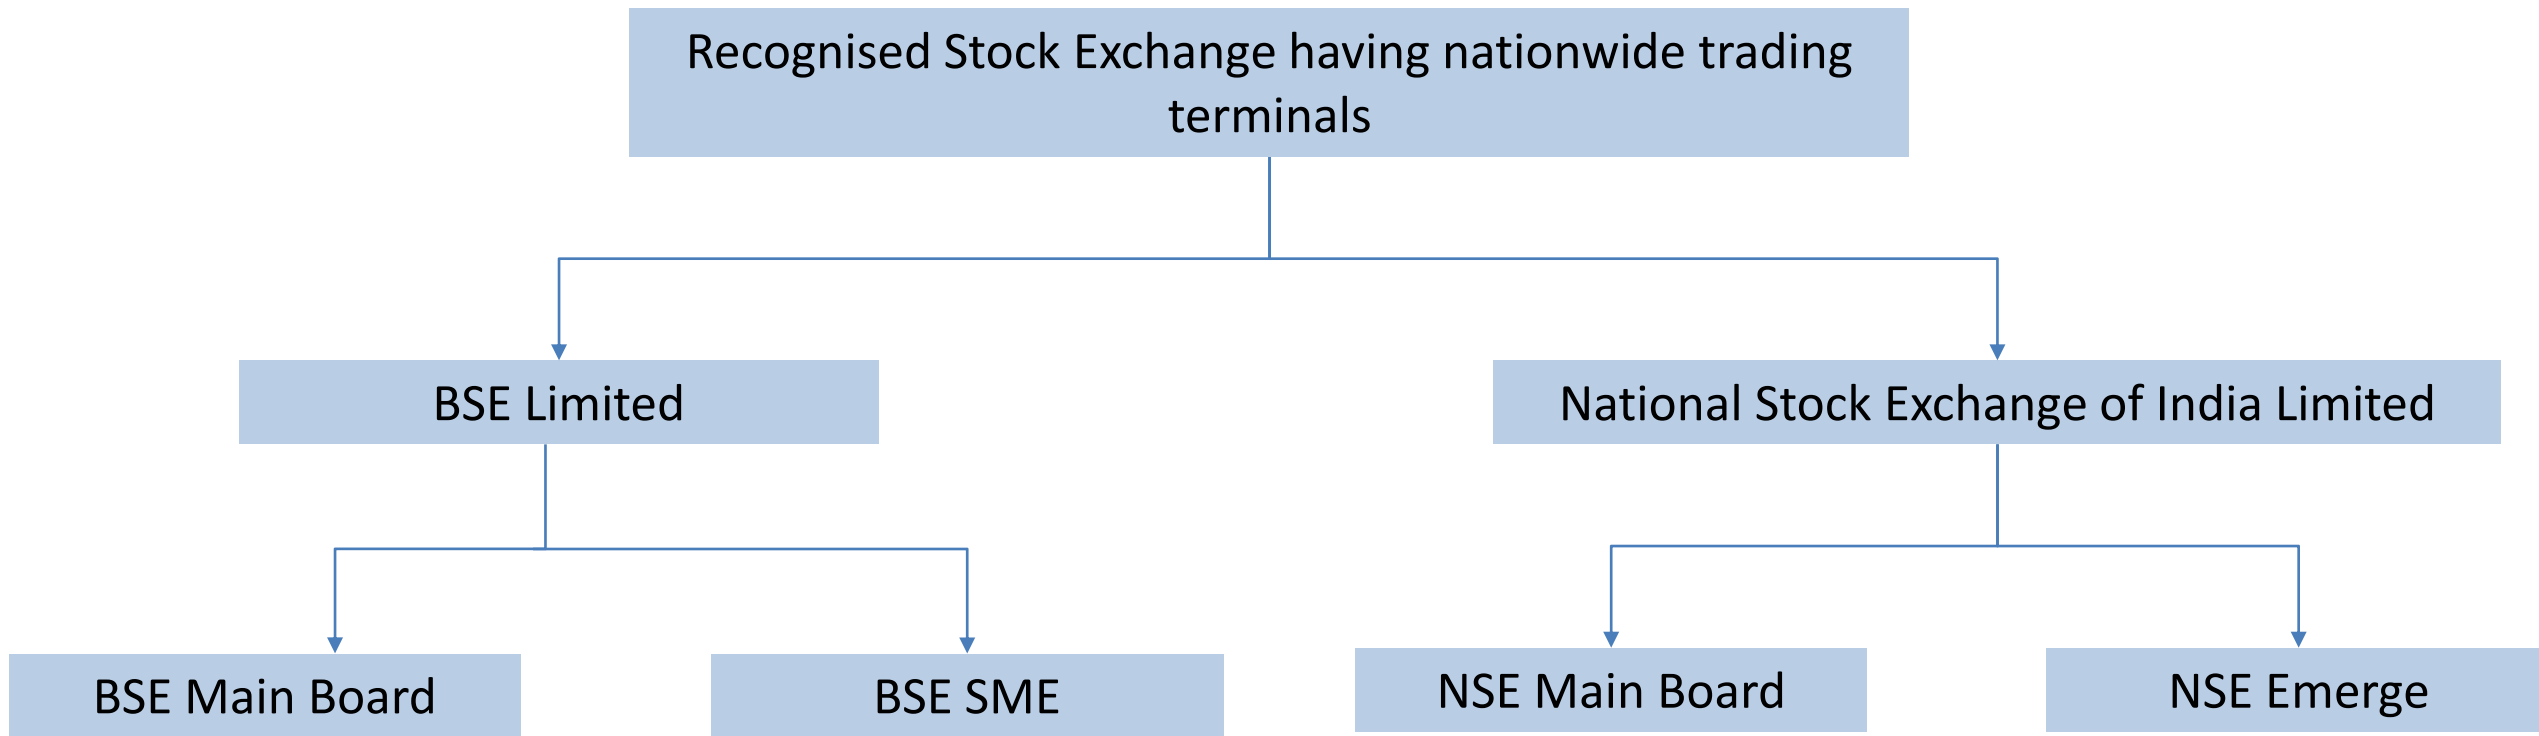 Recognised Stock Exchange having nationwide trading
terminals
BSE Limited
National Stock Exchange of India Limited
BSE Main Board
BSE SME
NSE Main Board
NSE Emerge